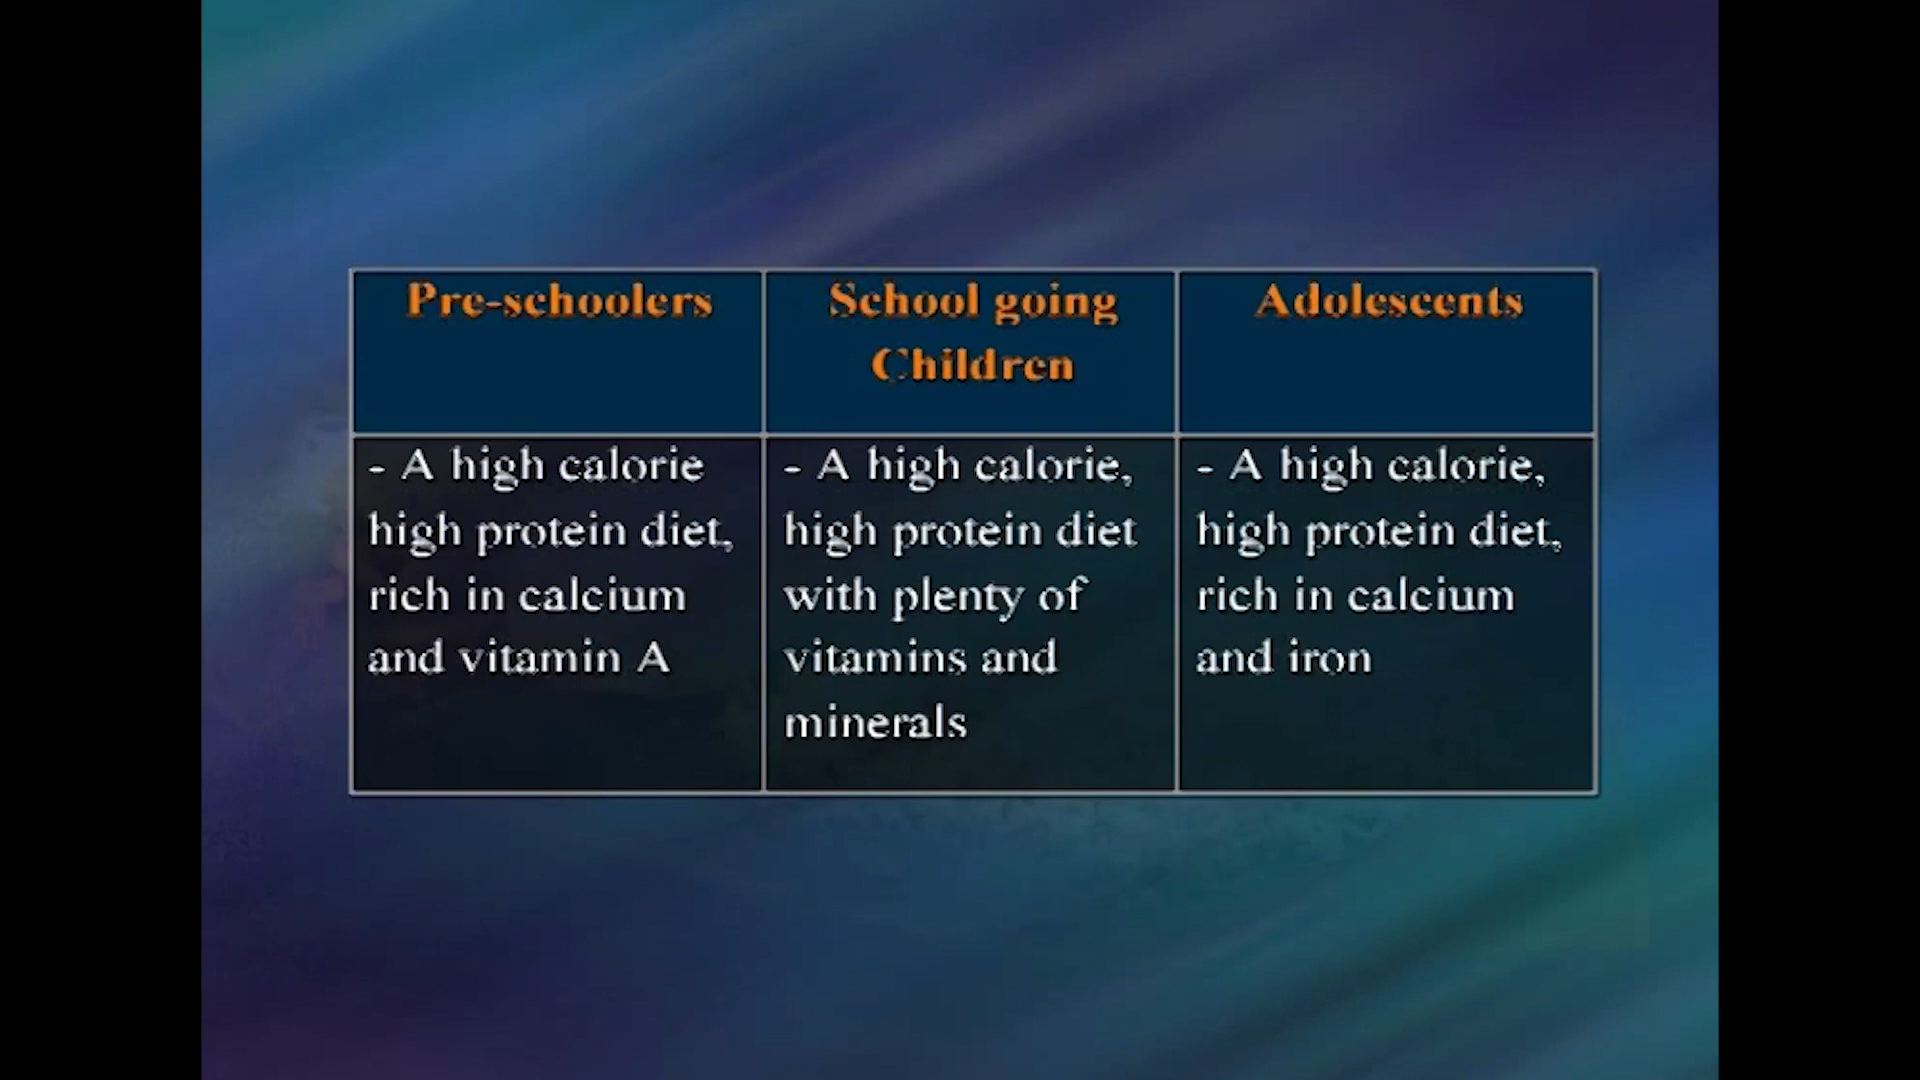 Pre-schoolers
School going
Children
Adolescents
- A high calorie
high protein diet,
rich in calcium
and vitamin A
- A high calorie,
high protein diet
with plenty of
vitamins and
minerals
- A high calorie,
high protein diet,
rich in calcium
and iron